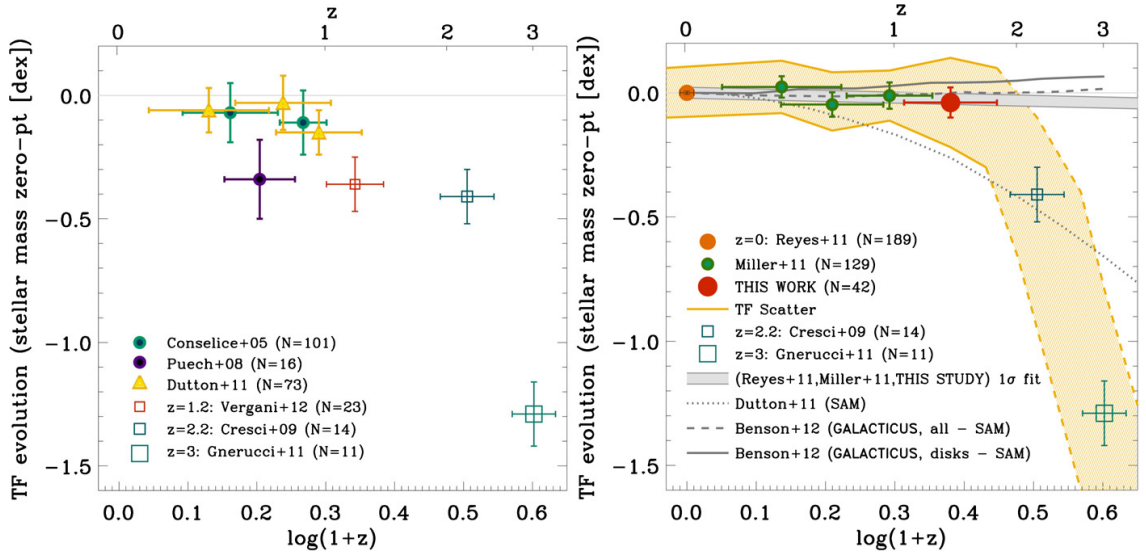 z
0 1 2 3
TF evolution (stellar mass zero-pt [dex])
0.0
−0.5
−1.0
−1.5
Conselice+05 (N=101)
Puech+08 (N=16)
Dutton+11 (N=73)
z=1.2: Vergani+12 (N=23)
z=2.2: Cresci+09 (N=14)
z=3: Gnerucci+11 (N=11)
0.0 0.1 0.2 0.3 0.4 0.5 0.6
log(1+z)
z
0 1 2 3
TF evolution (stellar mass zero-pt [dex])
0.0
−0.5
−1.0
−1.5
z=0: Reyes+11 (N=189)
Miller+11 (N=129)
THIS WORK (N=42)
TF Scatter
z=2.2: Cresci+09 (N=14)
z=3: Gnerucci+11 (N=11)
(Reyes+11,Miller+11,THIS STUDY) 1σ fit
Dutton+11 (SAM)
Benson+12 (GALACTICUS, all − SAM)
Benson+12 (GALACTICUS, disks − SAM)
0.0 0.1 0.2 0.3 0.4 0.5 0.6
log(1+z)